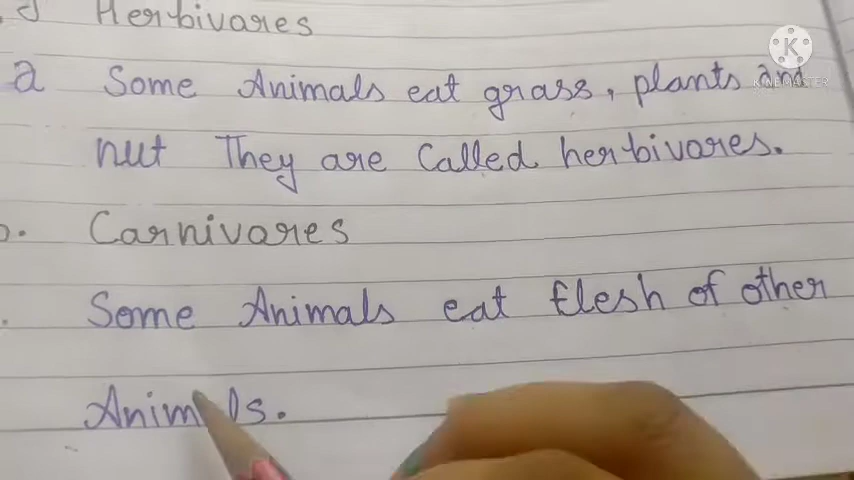 Herbivares
a Some Animals eat grass, plants and
nut They are Called herbivares.
Carnivares
Some Animals eat flesh of other
Animals.
KINEMASTER